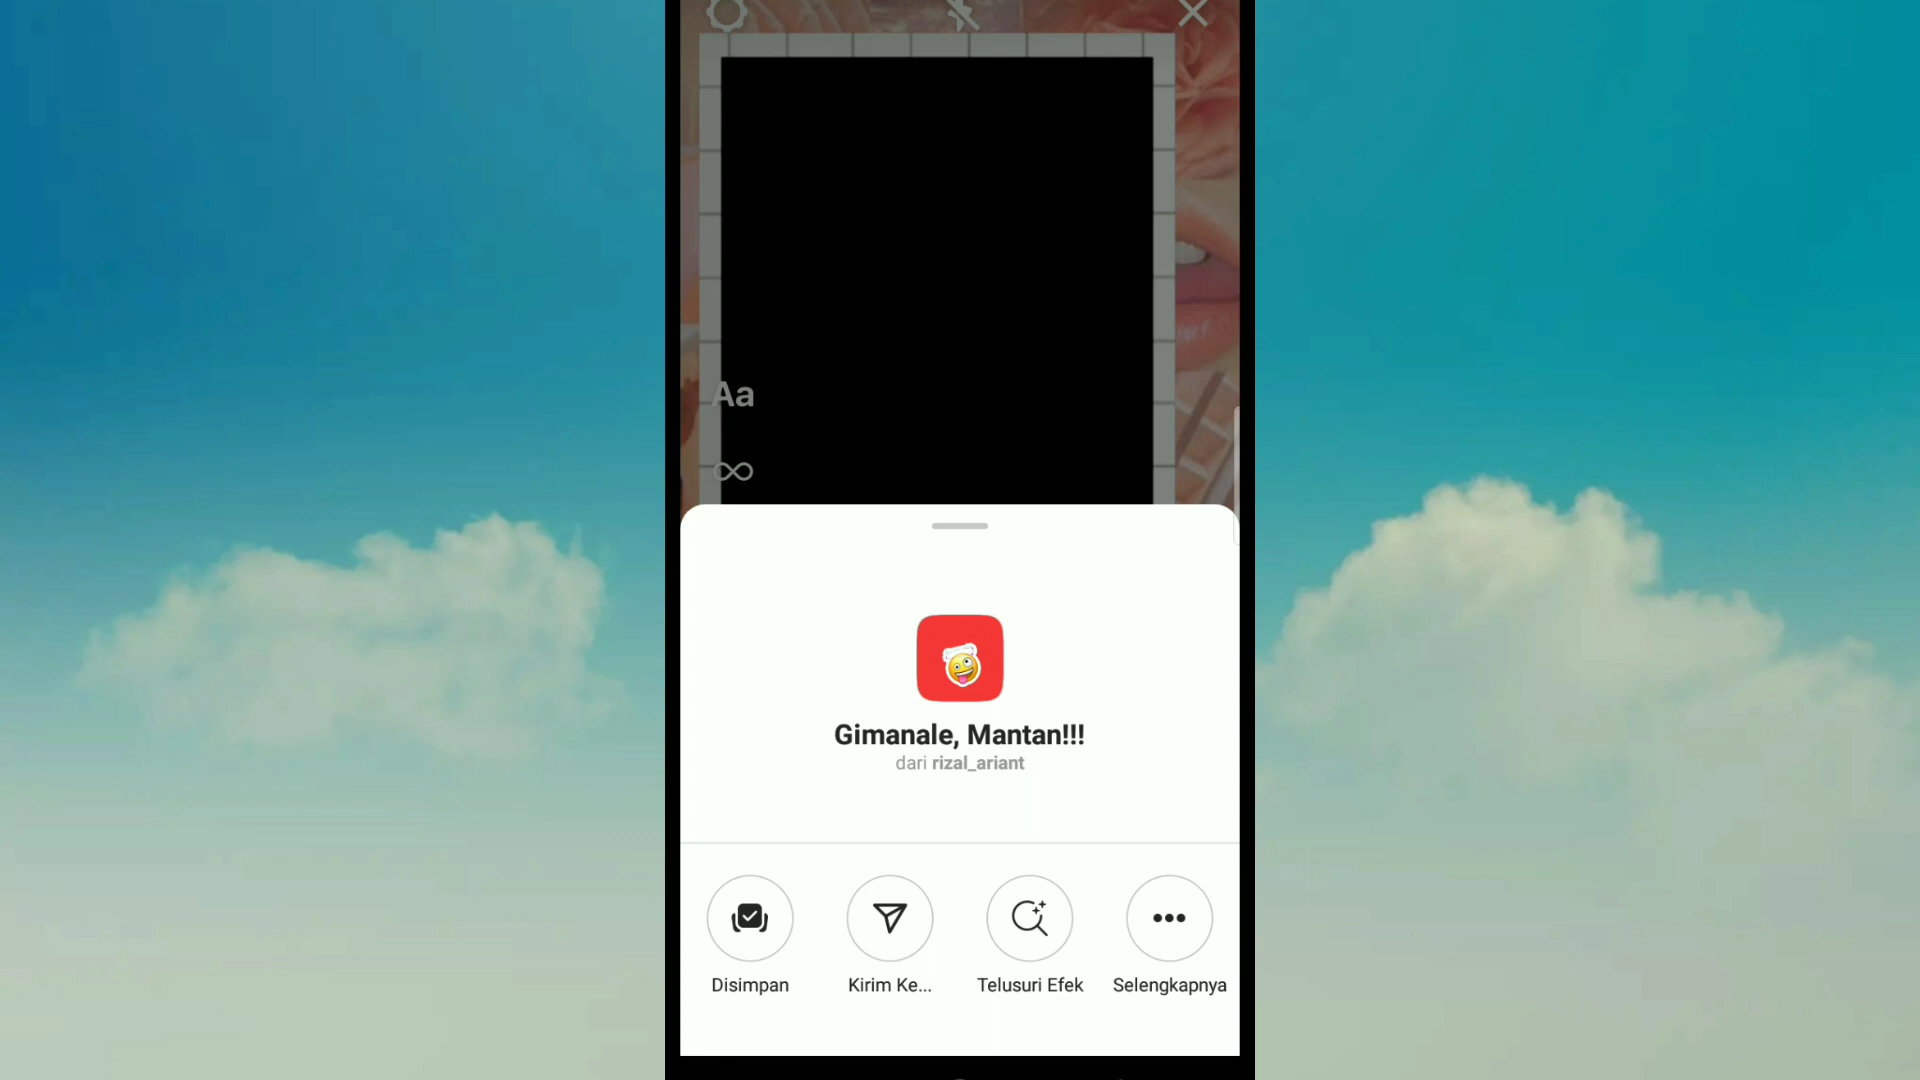 Aa
Gimanale, Mantan!!!
dari rizal_ariant
Disimpan
Kirim Ke...
Telusuri Efek
Selengkapnya